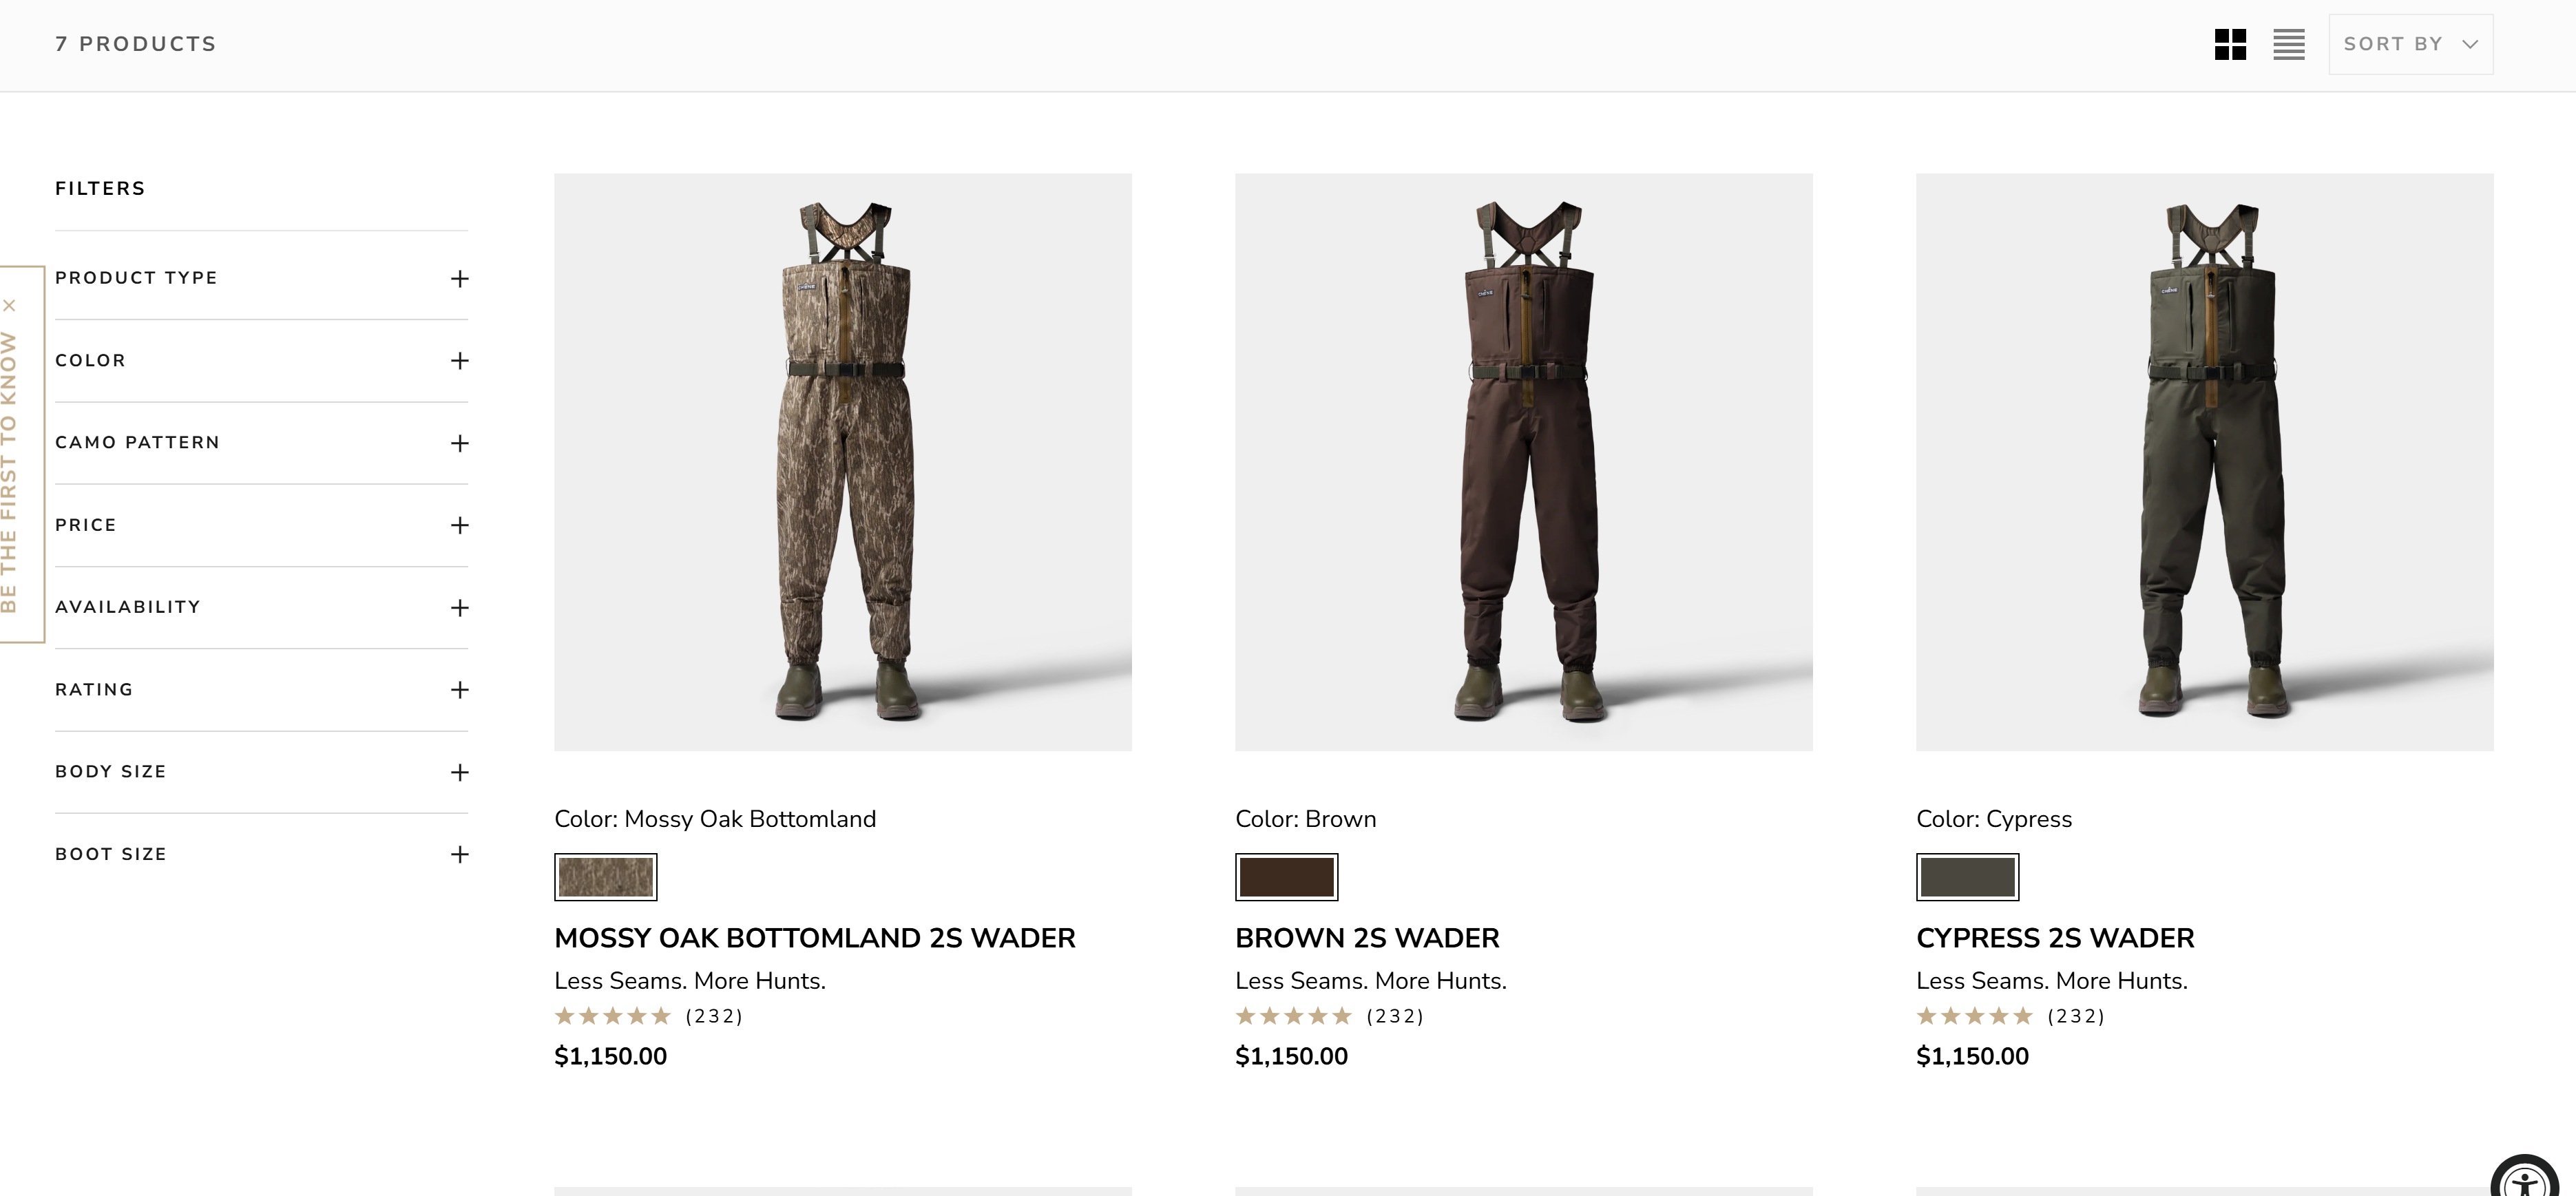 7 PRODUCTS
SORT BY
FILTERS
PRODUCT TYPE
COLOR
CAMO PATTERN
PRICE
AVAILABILITY
RATING
BODY SIZE
BOOT SIZE
BE THE FIRST TO KNOW
Color: Mossy Oak Bottomland
MOSSY OAK BOTTOMLAND 2S WADER
Less Seams. More Hunts.
(232)
$1,150.00
Color: Brown
BROWN 2S WADER
Less Seams. More Hunts.
(232)
$1,150.00
Color: Cypress
CYPRESS 2S WADER
Less Seams. More Hunts.
(232)
$1,150.00